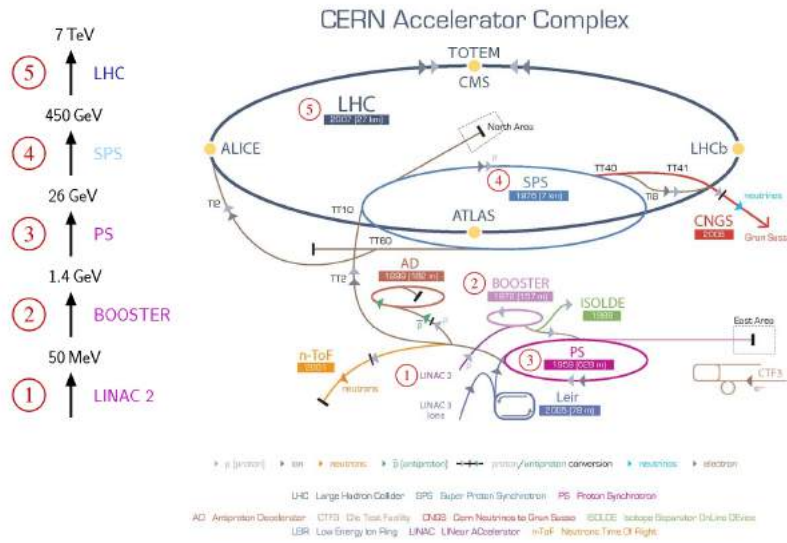 CERN Accelerator Complex
7 TeV
5 LHC
450 GeV
4 SPS
26 GeV
3 PS
1.4 GeV
2 BOOSTER
50 MeV
1 LINAC 2
TOTEM
CMS
5 LHC
2007 (27 km)
North Area
ALICE
LHCb
TI2
TT10
4 SPS
1976 (7 km)
TT40
TT41
TI8
neutrinos
CNGS
2006
Gran Sasso
ATLAS
TT60
TT2
AD
1999 (182 m)
2 BOOSTER
1972 (157 m)
ISOLDE
1989
East Area
n-ToF
2001
neutrons
1 LINAC 2
3 PS
1959 (628 m)
CTF3
e-
LINAC 3
Ions
Leir
2005 (78 m)
p (proton) ion neutrons p̄ (antiproton) proton/antiproton conversion neutrinos electron
LHC Large Hadron Collider SPS Super Proton Synchrotron PS Proton Synchrotron
AD Antiproton Decelerator CTF3 Clic Test Facility CNGS Cern Neutrinos to Gran Sasso ISOLDE Isotope Separator OnLine DEvice
LEIR Low Energy Ion Ring LINAC LINear ACcelerator n-ToF Neutrons Time Of Flight